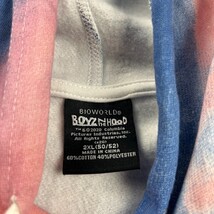 BIOWORLD®
BOYZ N THE HOOD
™ & © 2020 Columbia
Pictures Industries, Inc.
All Rights Reserved.
2XL(50/52)
MADE IN CHINA
60%COTTON 40%POLYESTER